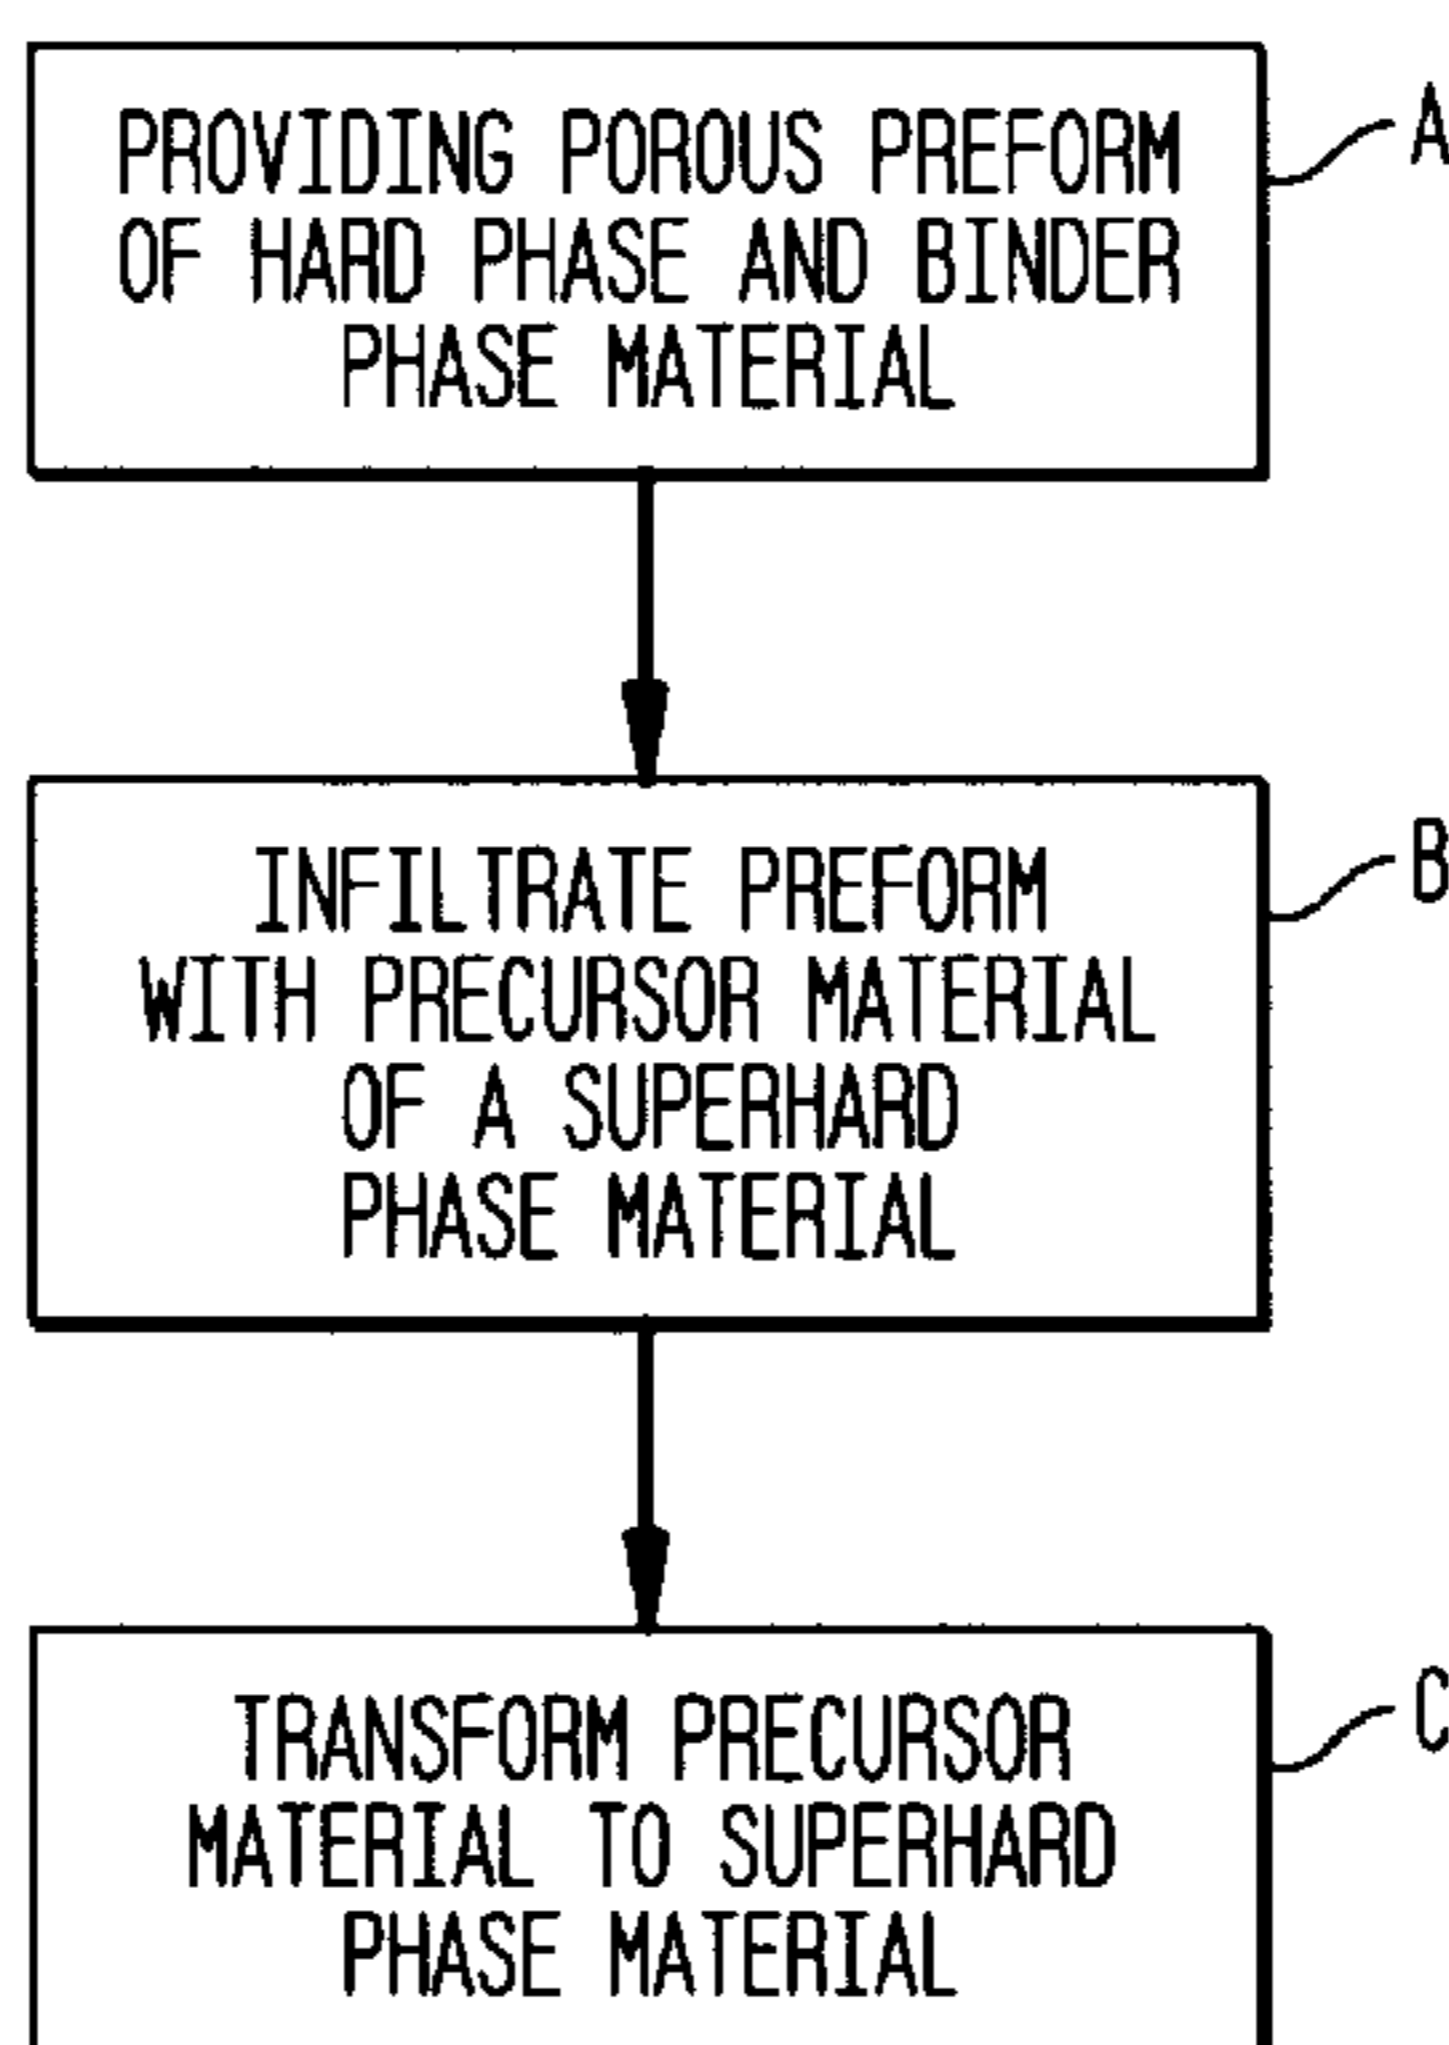 PROVIDING POROUS PREFORM
OF HARD PHASE AND BINDER
PHASE MATERIAL
A
INFILTRATE PREFORM
WITH PRECURSOR MATERIAL
OF A SUPERHARD
PHASE MATERIAL
B
TRANSFORM PRECURSOR
MATERIAL TO SUPERHARD
PHASE MATERIAL
C